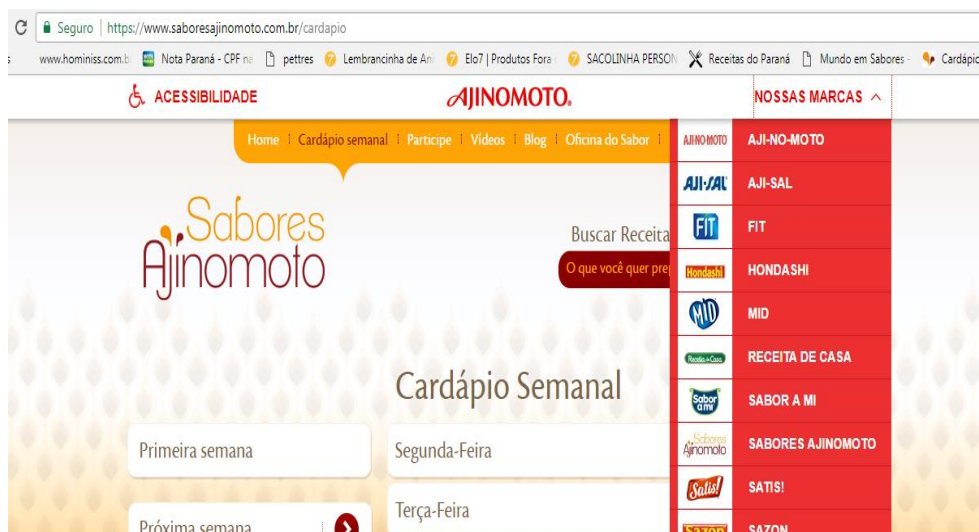 Seguro | https://www.saboresajinomoto.com.br/cardapio
s www.hominiss.com.b Nota Paraná - CPF na pettres Lembrancinha de Ani Elo7 | Produtos Fora SACOLINHA PERSON Receitas do Paraná Mundo em Sabores - Cardápio
ACESSIBILIDADE
AJINOMOTO.
NOSSAS MARCAS
Home Cardápio semanal Participe Vídeos Blog Oficina do Sabor
AJI-NO-MOTO AJI-NO-MOTO
AJI-SAL AJI-SAL
FIT FIT
Hondashi HONDASHI
MID MID
Receita de Casa RECEITA DE CASA
Sabor a mi SABOR A MI
Sabores Ajinomoto SABORES AJINOMOTO
Satis! SATIS!
Sazon SAZON
Sabores
Ajinomoto
Buscar Receita
O que você quer prep
Cardápio Semanal
Primeira semana
Próxima semana
Segunda-Feira
Terça-Feira